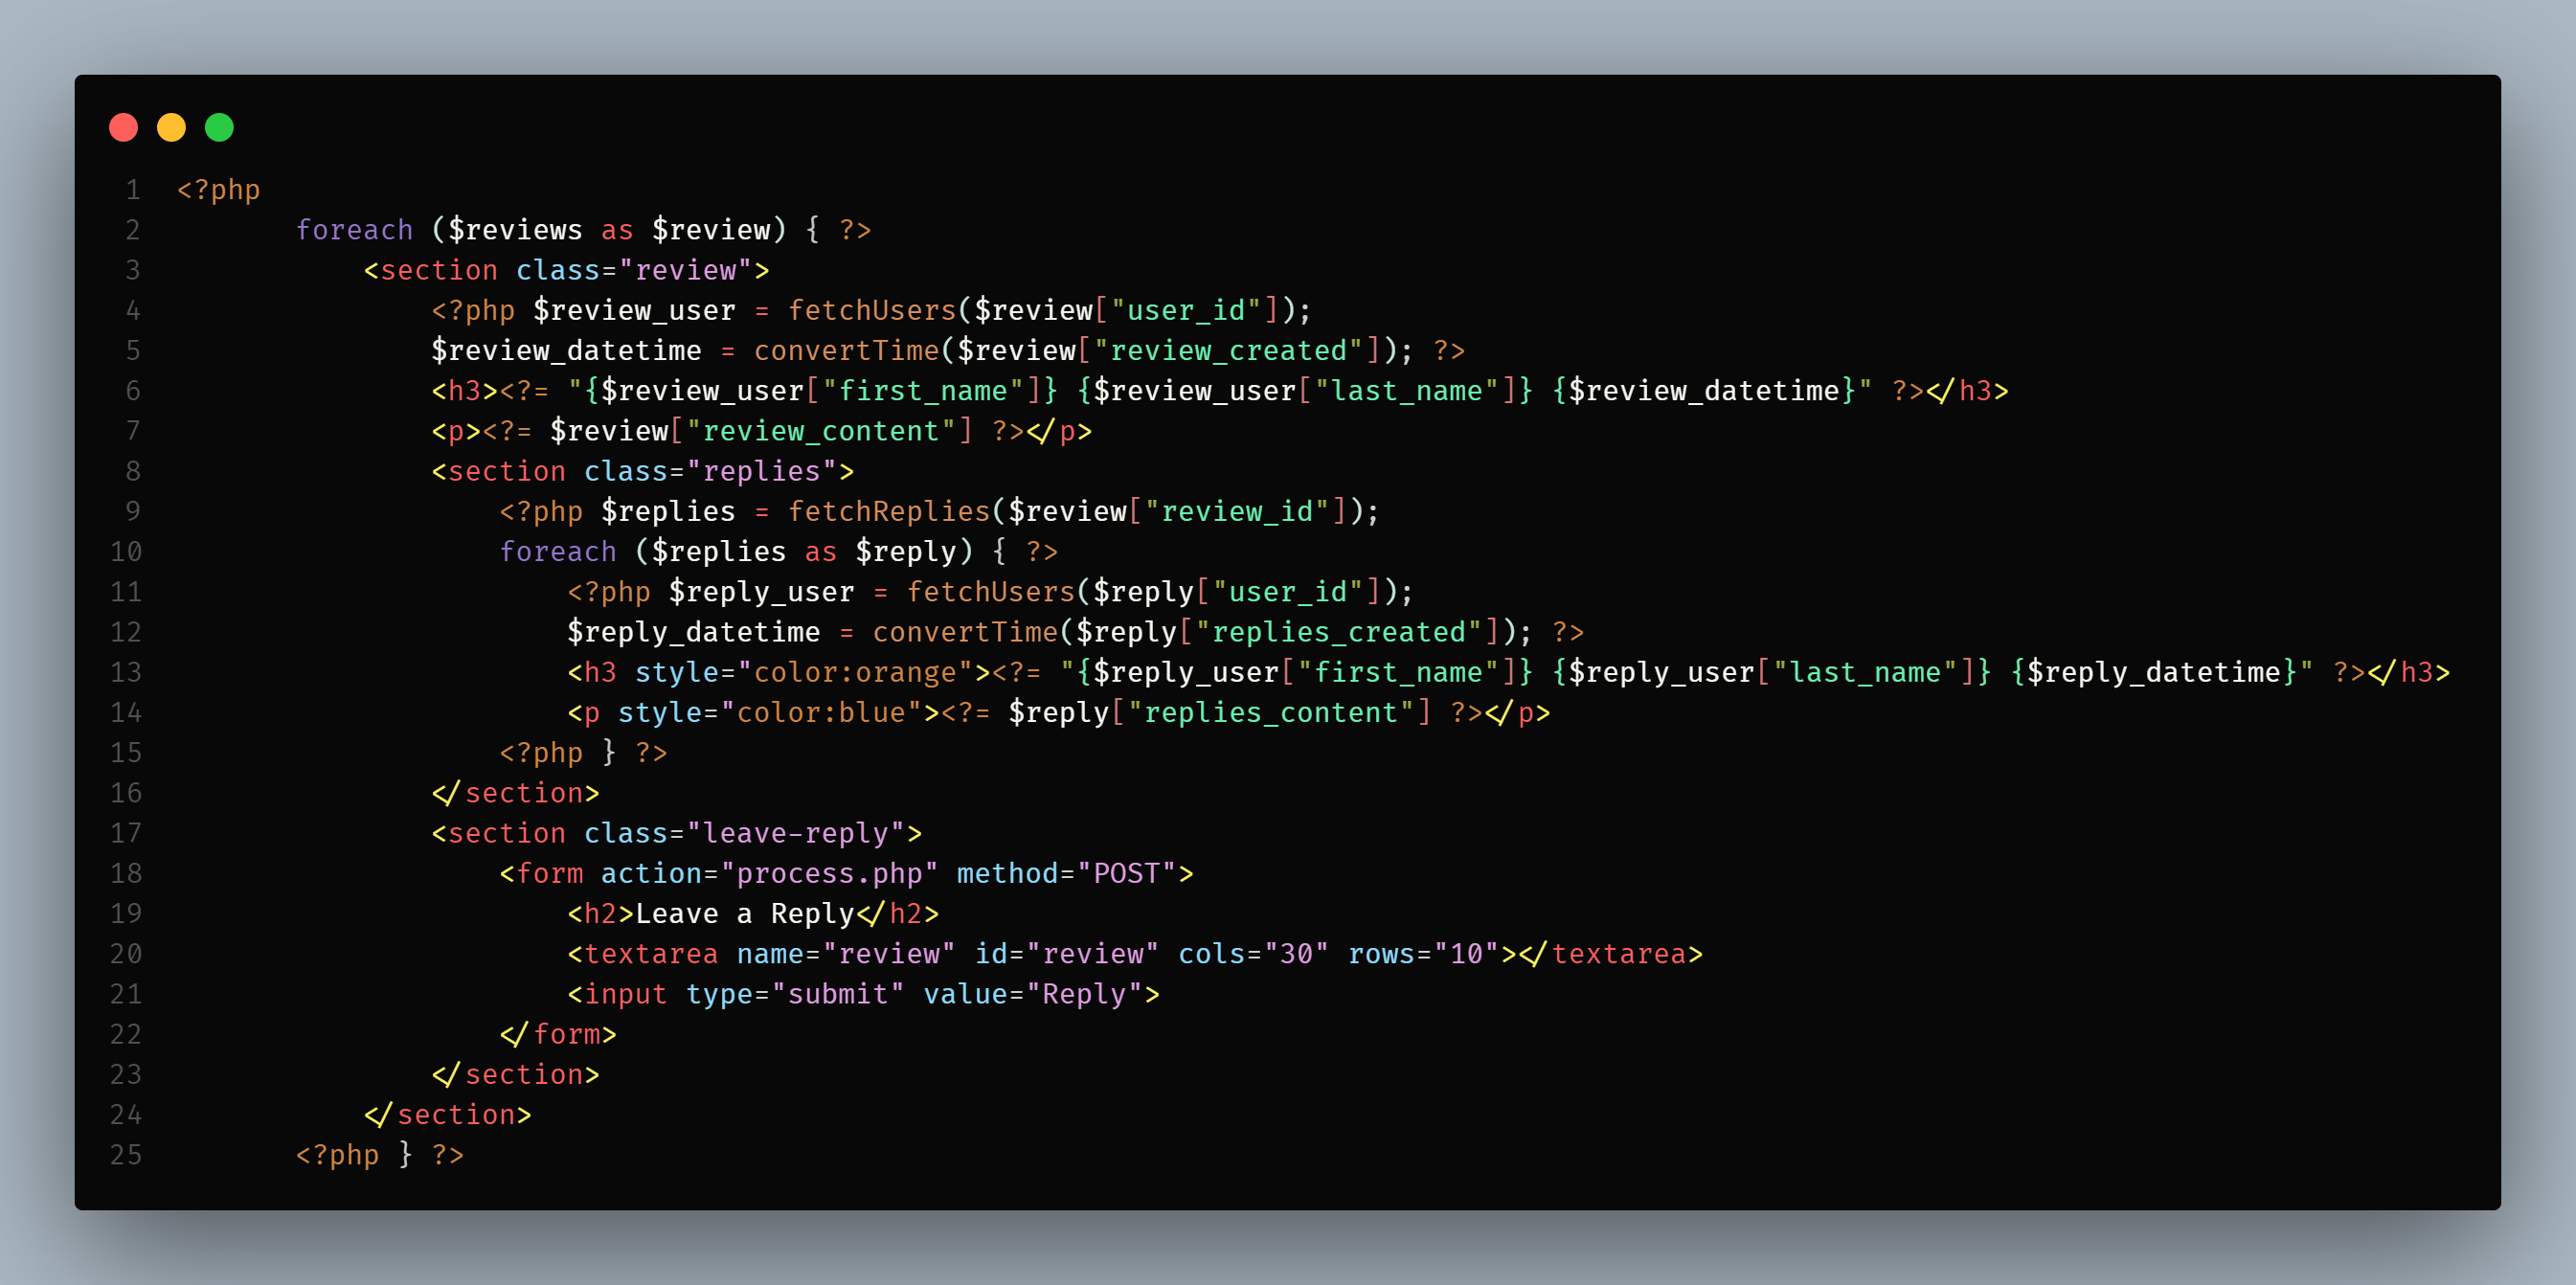 1 <?php
2 foreach ($reviews as $review) { ?>
3 <section class="review">
4 <?php $review_user = fetchUsers($review["user_id"]);
5 $review_datetime = convertTime($review["review_created"]); ?>
6 <h3><?= "{$review_user["first_name"]} {$review_user["last_name"]} {$review_datetime}" ?></h3>
7 <p><?= $review["review_content"] ?></p>
8 <section class="replies">
9 <?php $replies = fetchReplies($review["review_id"]);
10 foreach ($replies as $reply) { ?>
11 <?php $reply_user = fetchUsers($reply["user_id"]);
12 $reply_datetime = convertTime($reply["replies_created"]); ?>
13 <h3 style="color:orange"><?= "{$reply_user["first_name"]} {$reply_user["last_name"]} {$reply_datetime}" ?></h3>
14 <p style="color:blue"><?= $reply["replies_content"] ?></p>
15 <?php } ?>
16 </section>
17 <section class="leave-reply">
18 <form action="process.php" method="POST">
19 <h2>Leave a Reply</h2>
20 <textarea name="review" id="review" cols="30" rows="10"></textarea>
21 <input type="submit" value="Reply">
22 </form>
23 </section>
24 </section>
25 <?php } ?>